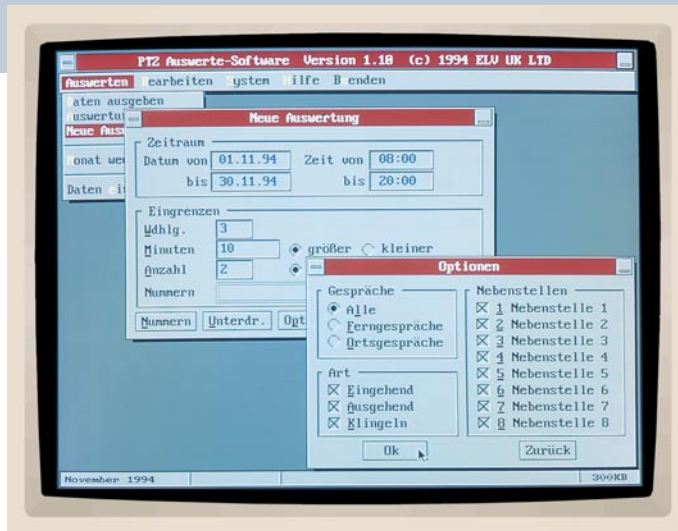 PTZ Auswerte-Software Version 1.10 (c) 1994 ELV UK LTD
Auswerten earbeiten ystem ilfe B enden
aten ausgeben
uswertu
Neue Aus
onat we
Daten ei
Neue Auswertung
Zeitraum
Datum von 01.11.94 Zeit von 08:00
bis 30.11.94 bis 20:00
Eingrenzen
Wdhlg. 3
Minuten 10 größer kleiner
Anzahl 2
Nummern
Nummern Unterdr. Opt
Optionen
Gespräche
Alle
Ferngespräche
Ortsgespräche
Art
Eingehend
Ausgehend
Klingeln
Nebenstellen
1 Nebenstelle 1
2 Nebenstelle 2
3 Nebenstelle 3
4 Nebenstelle 4
5 Nebenstelle 5
6 Nebenstelle 6
7 Nebenstelle 7
8 Nebenstelle 8
Ok Zurück
November 1994 300KB